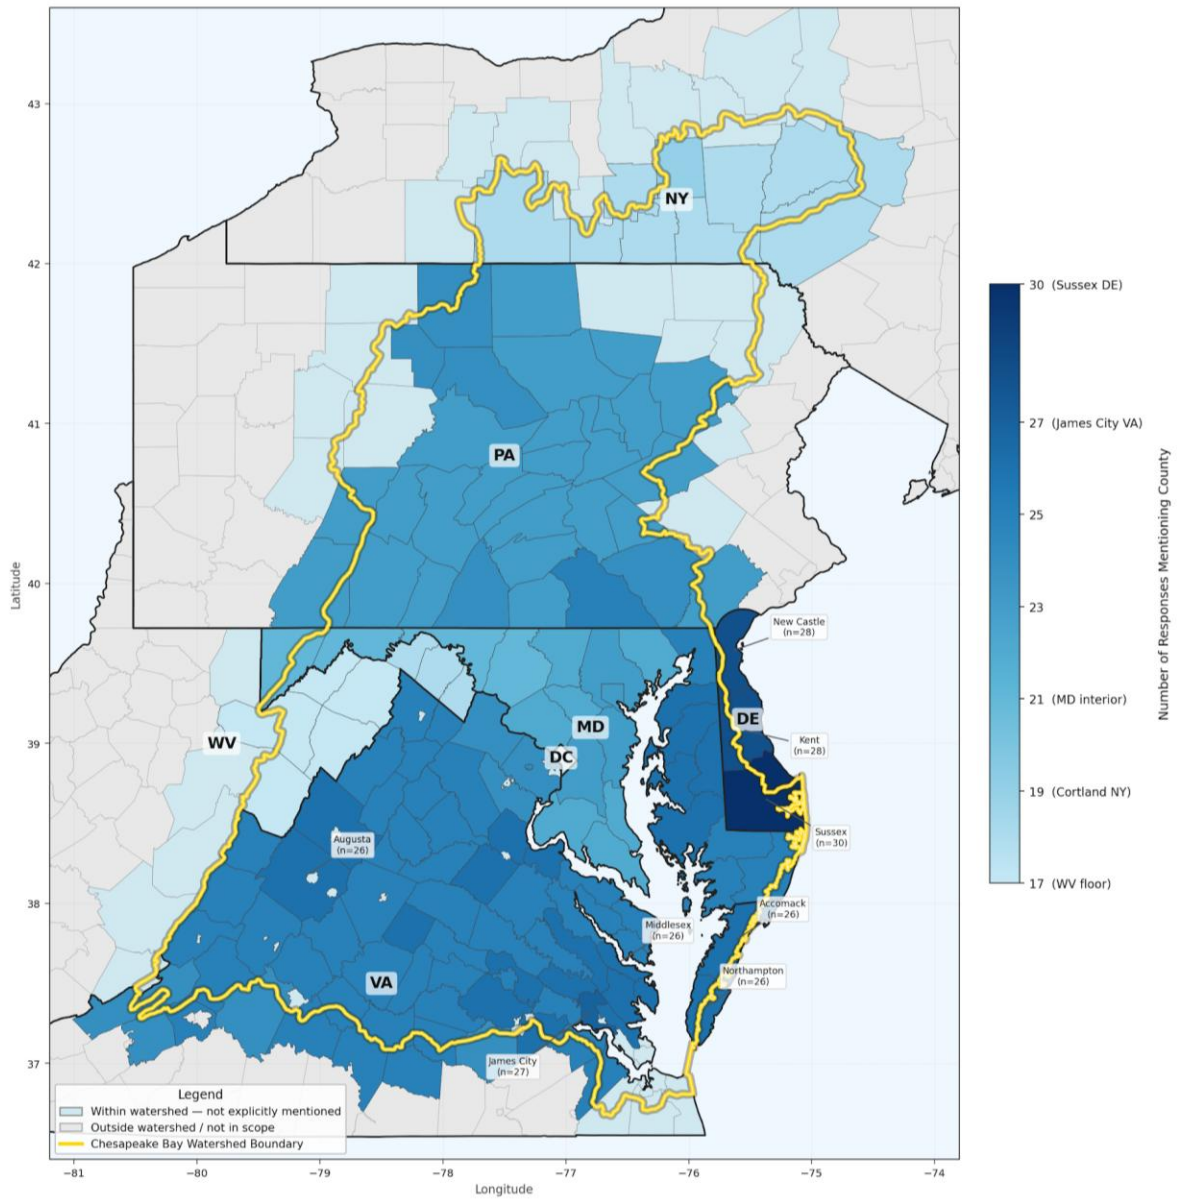 43
42
41
40
39
38
37
Latitude
−81
−80
−79
−78
−77
−76
−75
−74
Longitude
NY
PA
New Castle
(n=28)
DE
MD
WV
DC
Kent
(n=28)
Augusta
(n=26)
Sussex
(n=30)
Accomack
(n=26)
Middlesex
(n=26)
Northampton
(n=26)
VA
James City
(n=27)
Legend
Within watershed — not explicitly mentioned
Outside watershed / not in scope
Chesapeake Bay Watershed Boundary
30 (Sussex DE)
27 (James City VA)
25
23
21 (MD interior)
19 (Cortland NY)
17 (WV floor)
Number of Responses Mentioning County